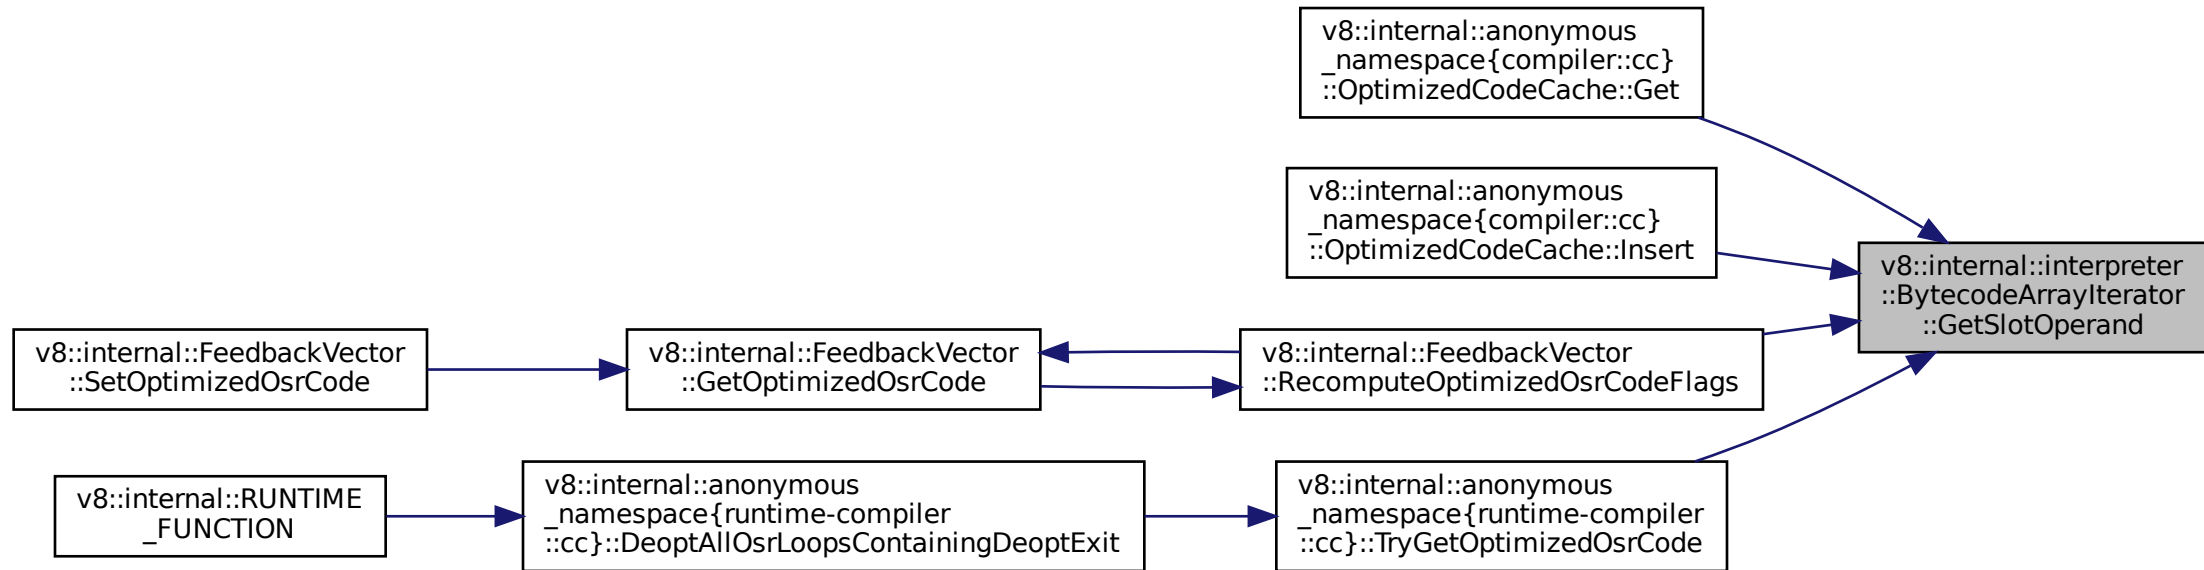 v8::internal::anonymous
_namespace{compiler::cc}
::OptimizedCodeCache::Get
v8::internal::anonymous
_namespace{compiler::cc}
::OptimizedCodeCache::Insert
v8::internal::interpreter
::BytecodeArrayIterator
::GetSlotOperand
v8::internal::FeedbackVector
::SetOptimizedOsrCode
v8::internal::FeedbackVector
::GetOptimizedOsrCode
v8::internal::FeedbackVector
::RecomputeOptimizedOsrCodeFlags
v8::internal::RUNTIME
_FUNCTION
v8::internal::anonymous
_namespace{runtime-compiler
::cc}::DeoptAllOsrLoopsContainingDeoptExit
v8::internal::anonymous
_namespace{runtime-compiler
::cc}::TryGetOptimizedOsrCode